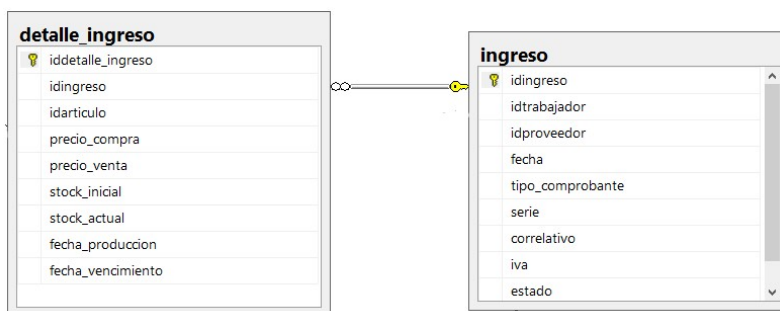 detalle_ingreso
iddetalle_ingreso
idingreso
idarticulo
precio_compra
precio_venta
stock_inicial
stock_actual
fecha_produccion
fecha_vencimiento
ingreso
idingreso
idtrabajador
idproveedor
fecha
tipo_comprobante
serie
correlativo
iva
estado